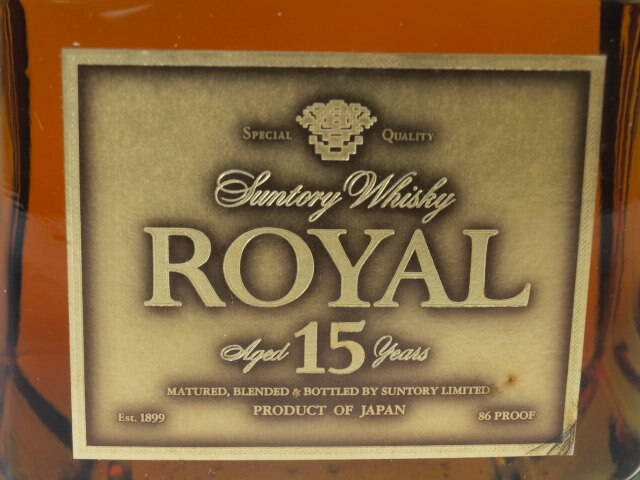 SPECIAL QUALITY
Suntory Whisky
ROYAL
Aged 15 Years
MATURED, BLENDED & BOTTLED BY SUNTORY LIMITED
PRODUCT OF JAPAN
Est. 1899
86 PROOF